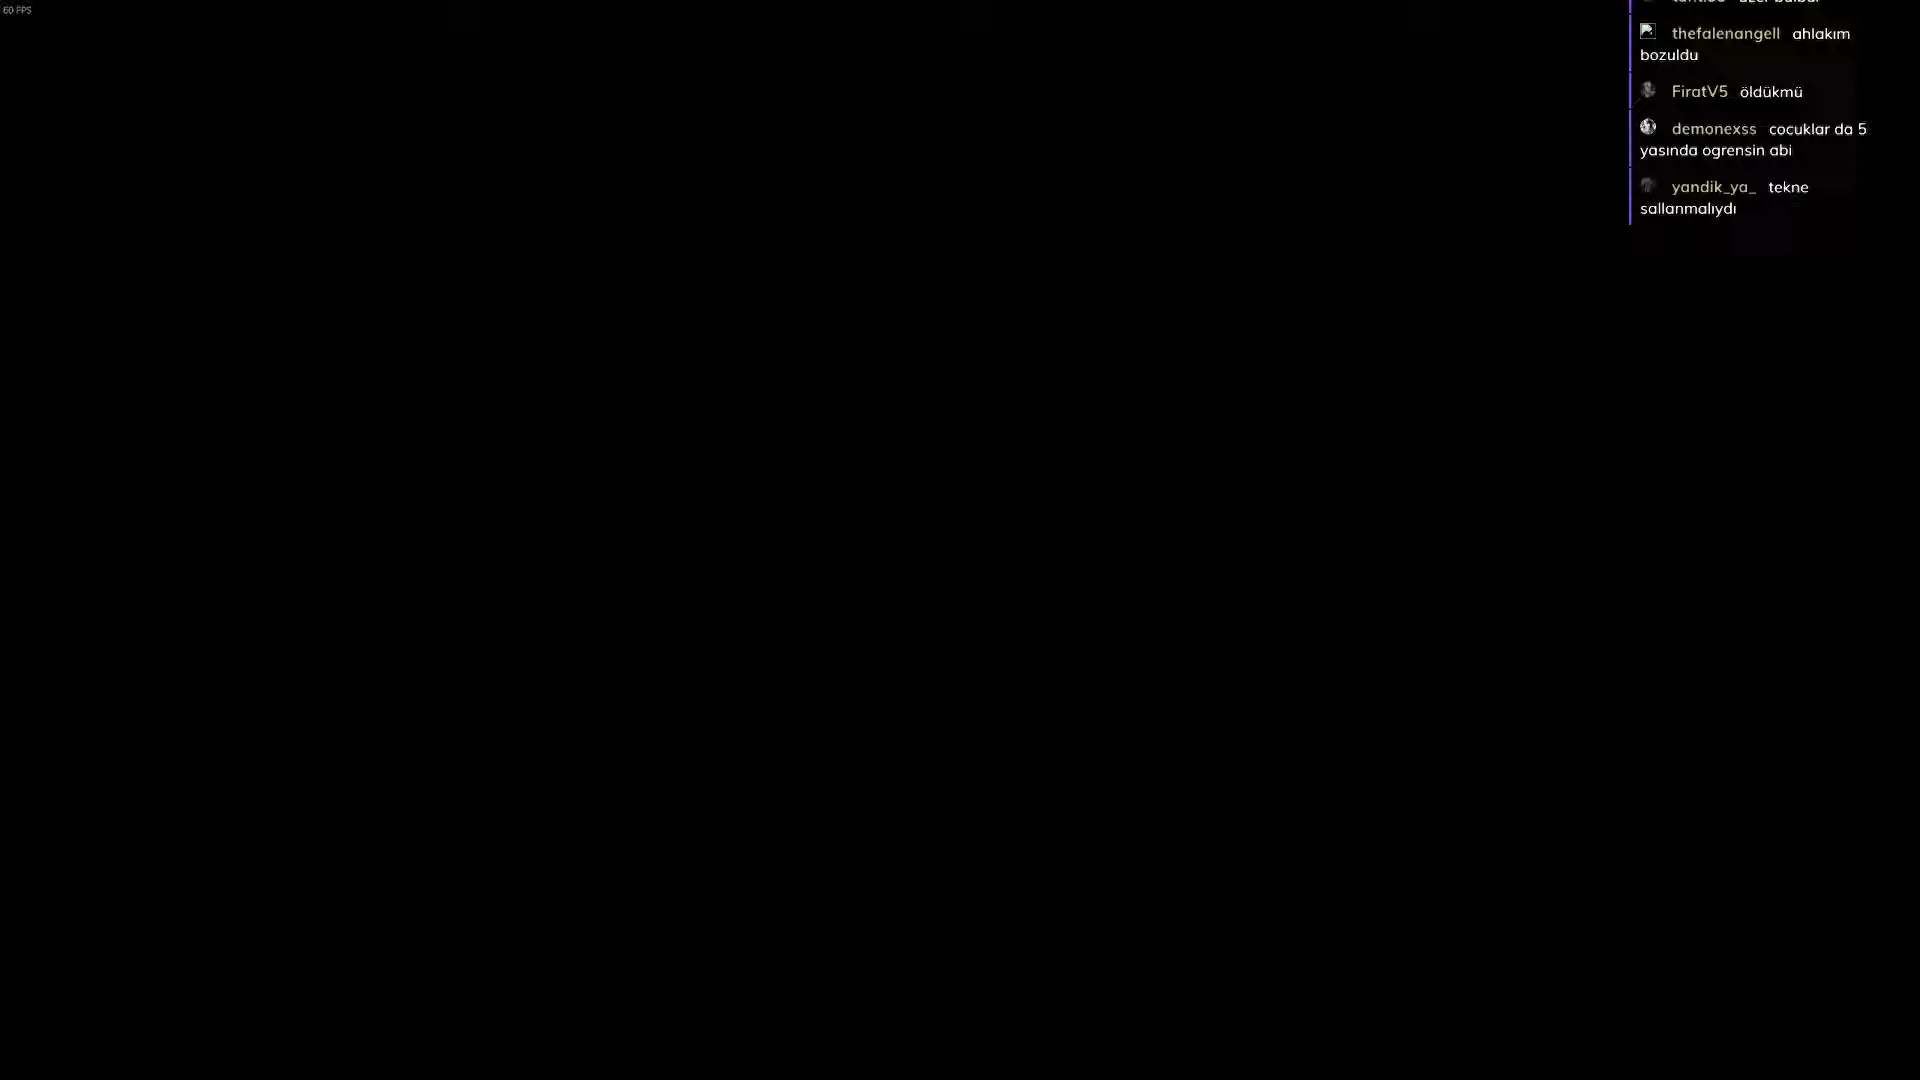 60 FPS
thefalenangell ahlakım
bozuldu
FiratV5 öldükmü
demonexss cocuklar da 5
yasında ogrensin abi
yandik_ya_ tekne
sallanmalıydı